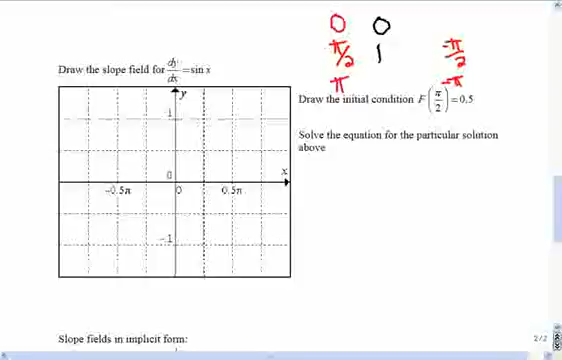 0 0
π/2 1 -π/2
π -π
Draw the slope field for dy/dx = sin x
Draw the initial condition F(π/2) = 0.5
Solve the equation for the particular solution
above
y
1
0
x
-0.5π 0 0.5π
-1
Slope fields in implicit form:
2/2